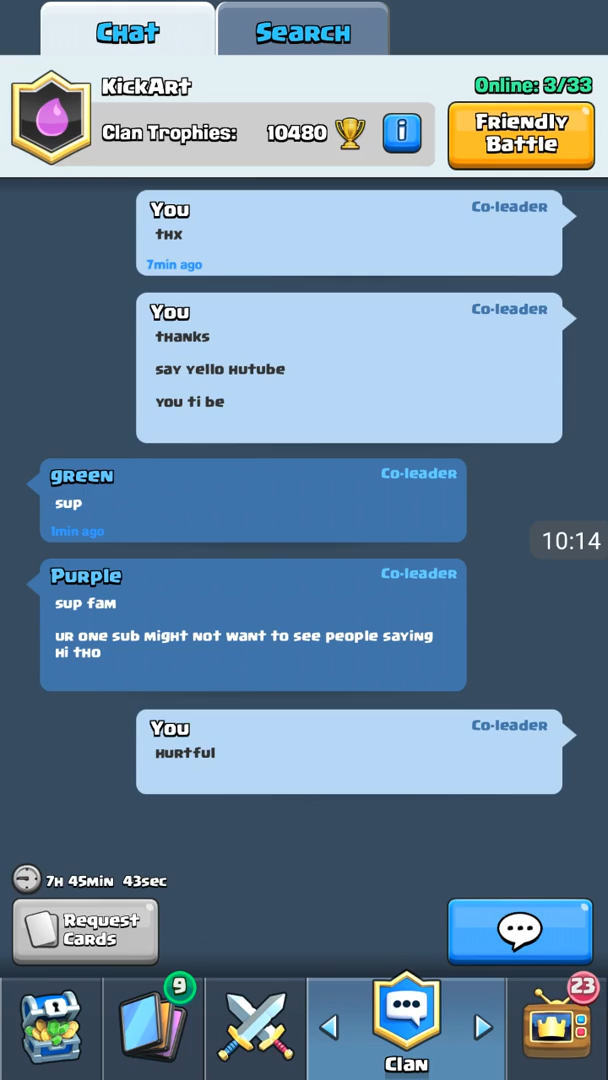 Chat
Search
KickArt
Online: 3/33
Clan Trophies: 10480
i
Friendly Battle
You
Co-leader
thx
7min ago
You
Co-leader
thanks
say yello hutube
you ti be
green
Co-leader
sup
1min ago
10:14
Purple
Co-leader
sup fam
ur one sub might not want to see people saying
hi tho
You
Co-leader
hurtful
7h 45min 43sec
Request
Cards
9
23
Clan